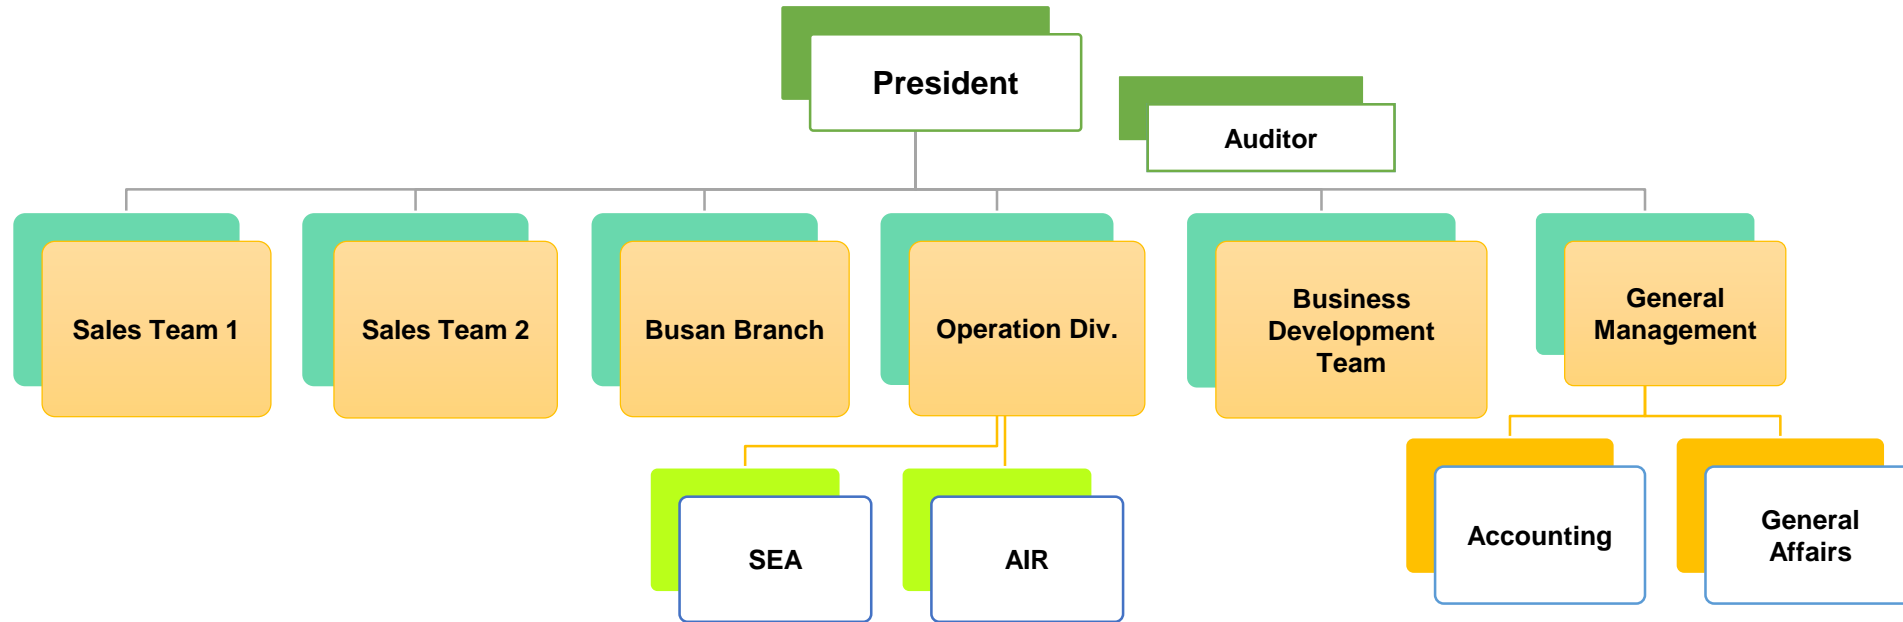 President
Auditor
Sales Team 1
Sales Team 2
Busan Branch
Operation Div.
Business
Development
Team
General
Management
SEA
AIR
Accounting
General
Affairs